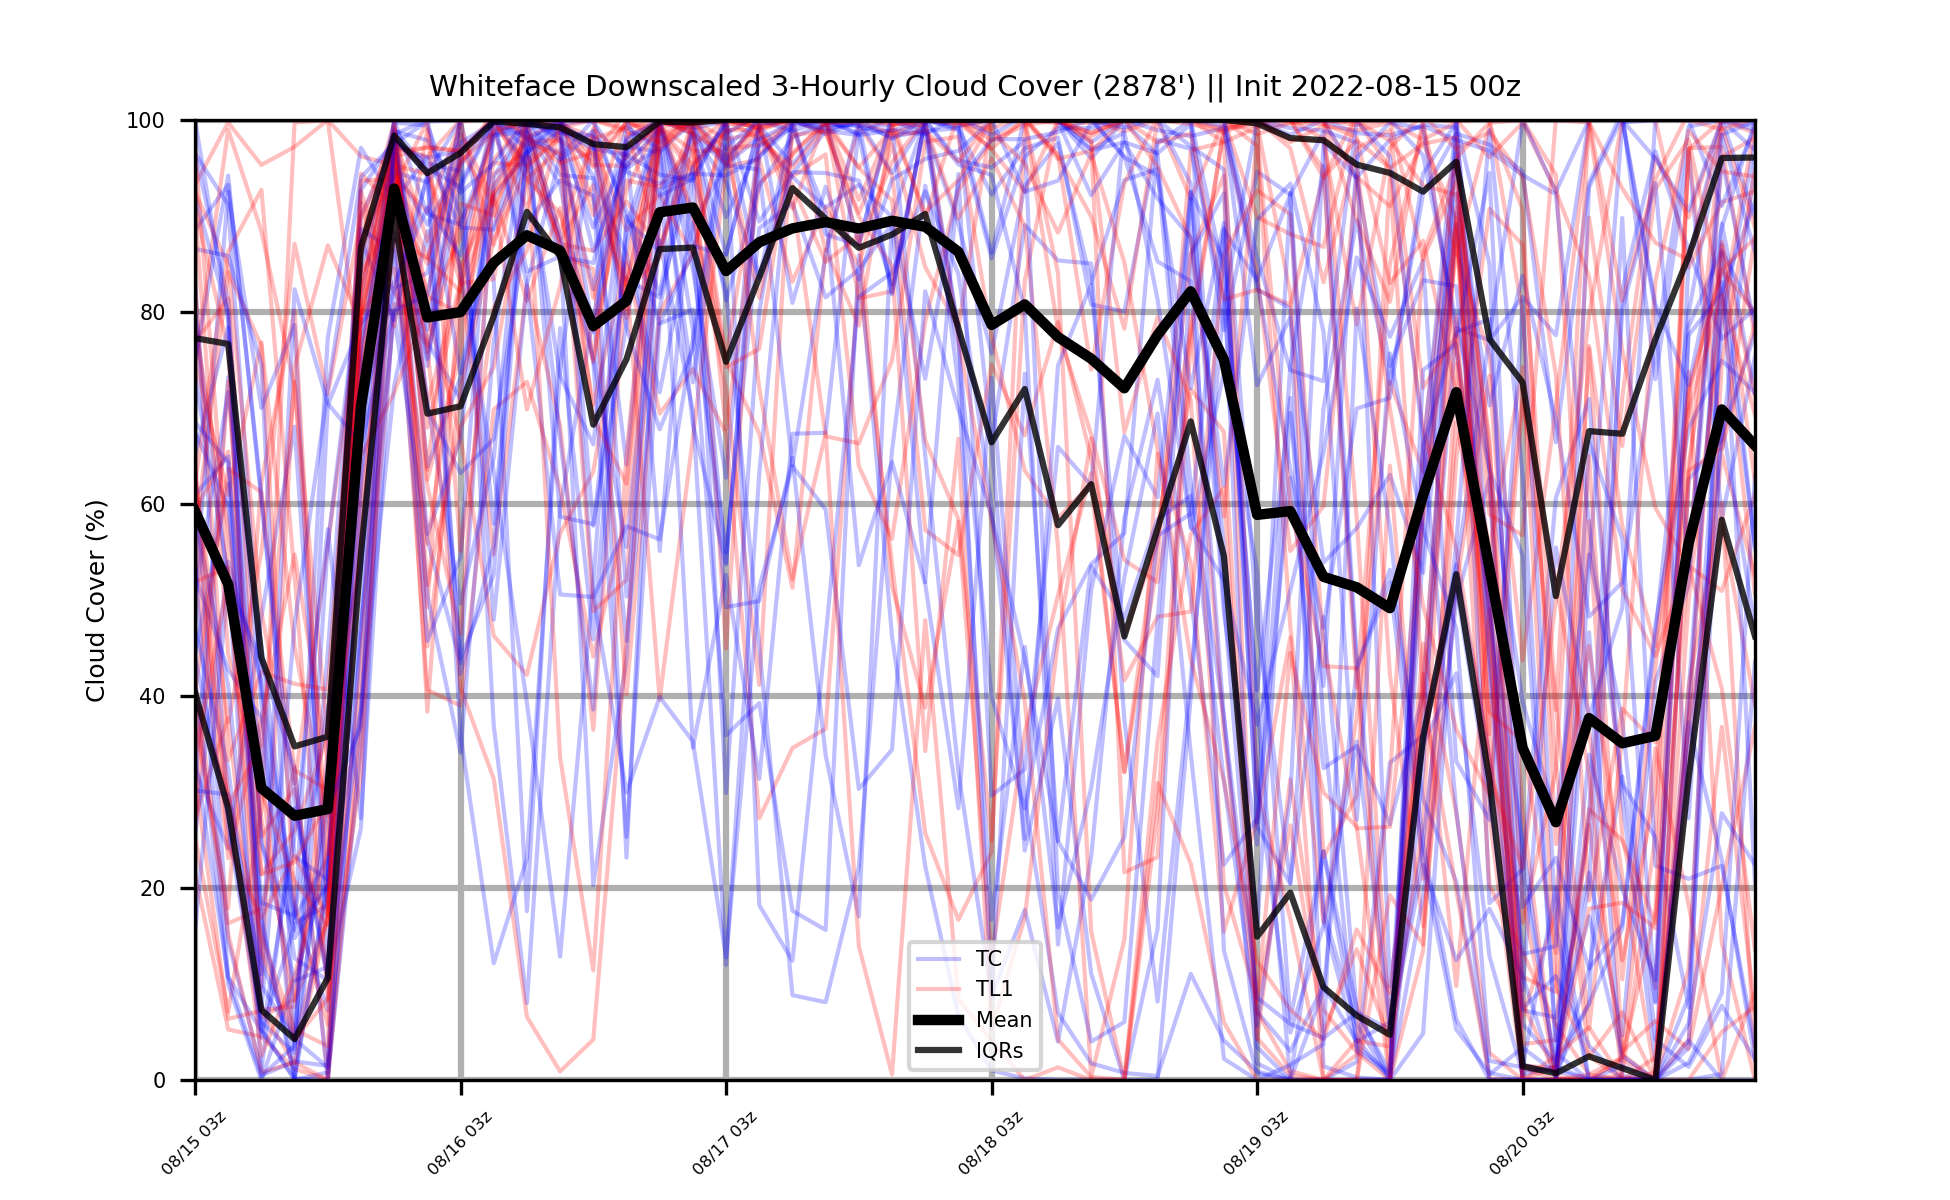 Whiteface Downscaled 3-Hourly Cloud Cover (2878') || Init 2022-08-15 00z
Cloud Cover (%)
100
80
60
40
20
0
TC
TL1
Mean
IQRs
08/15 03z
08/16 03z
08/17 03z
08/18 03z
08/19 03z
08/20 03z